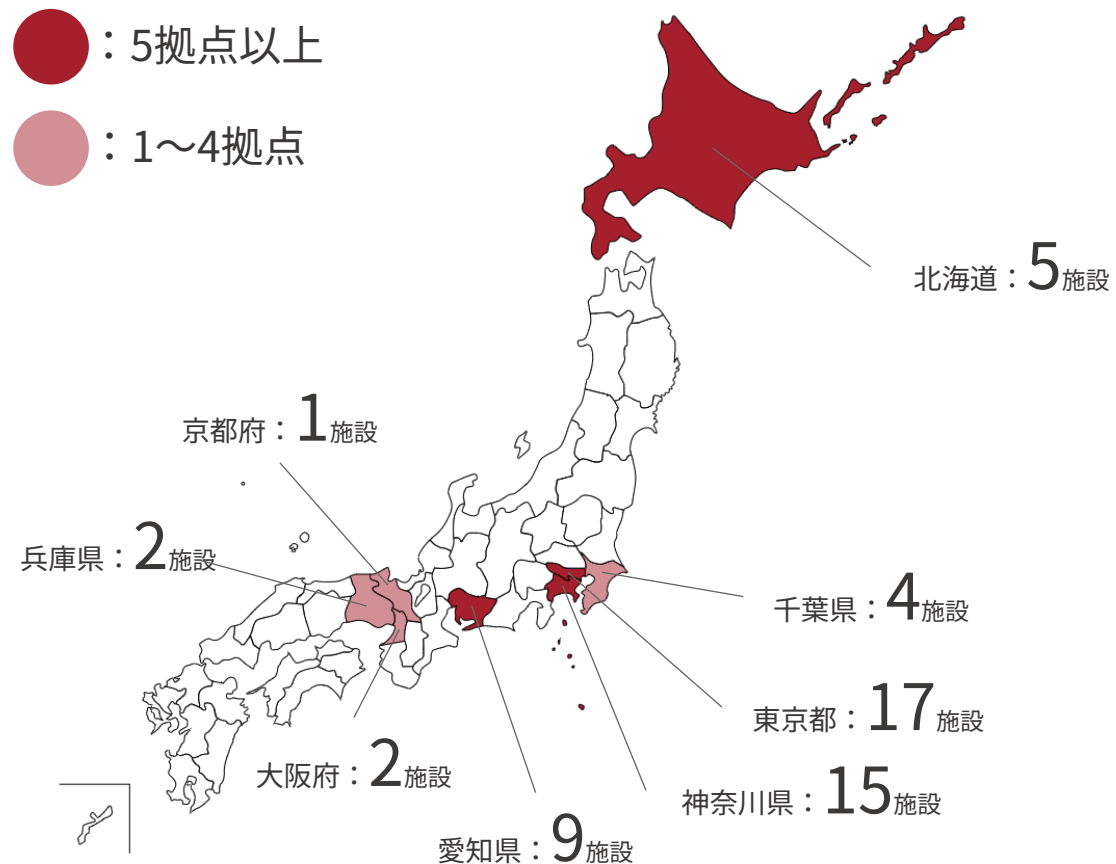 ：5拠点以上
：1～4拠点
北海道：5施設
京都府：1施設
兵庫県：2施設
千葉県：4施設
東京都：17施設
大阪府：2施設
神奈川県：15施設
愛知県：9施設